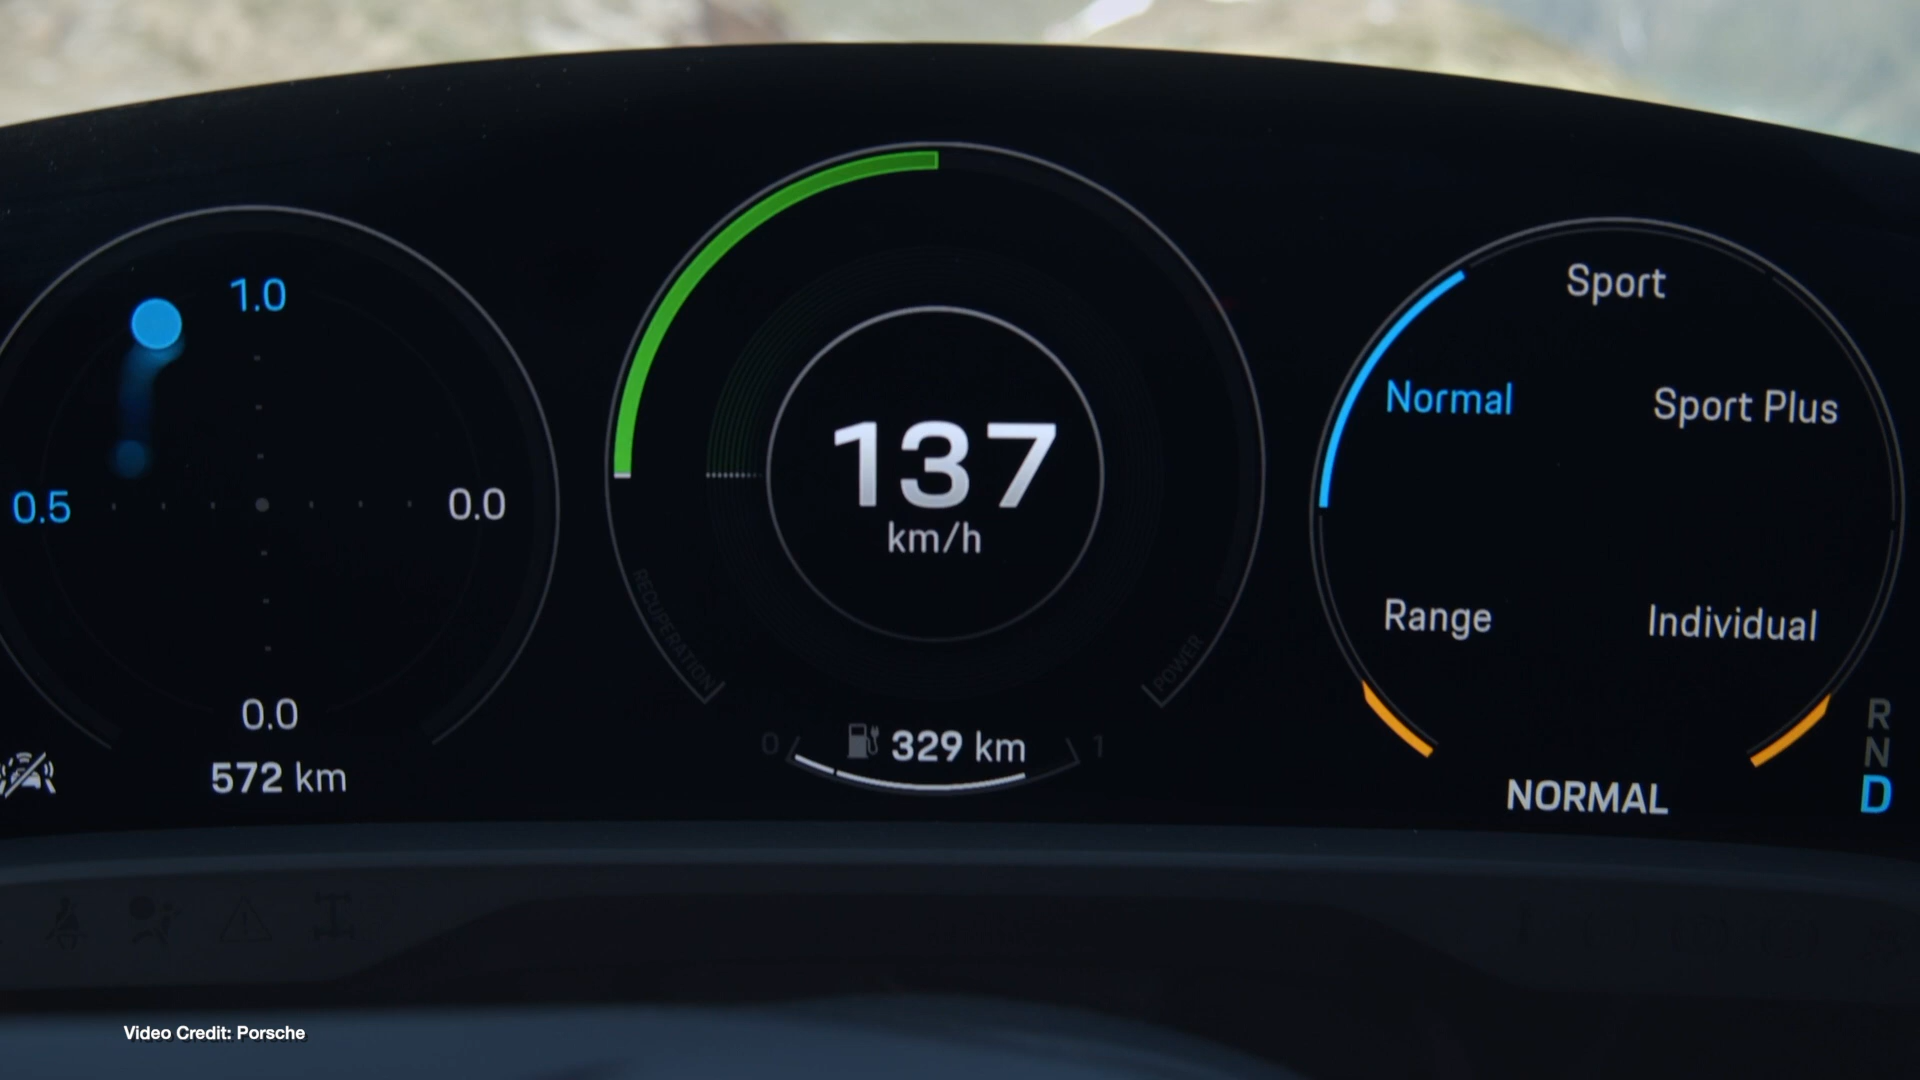 1.0
0.5
0.0
0.0
572 km
137
km/h
RECUPERATION
POWER
0
329 km
1
Sport
Normal
Sport Plus
Range
Individual
NORMAL
R
N
D
Video Credit: Porsche